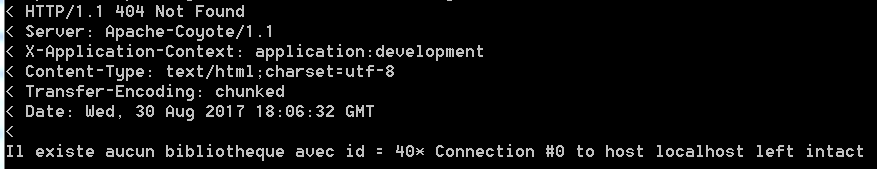 < HTTP/1.1 404 Not Found
< Server: Apache-Coyote/1.1
< X-Application-Context: application:development
< Content-Type: text/html;charset=utf-8
< Transfer-Encoding: chunked
< Date: Wed, 30 Aug 2017 18:06:32 GMT
<
Il existe aucun bibliotheque avec id = 40* Connection #0 to host localhost left intact